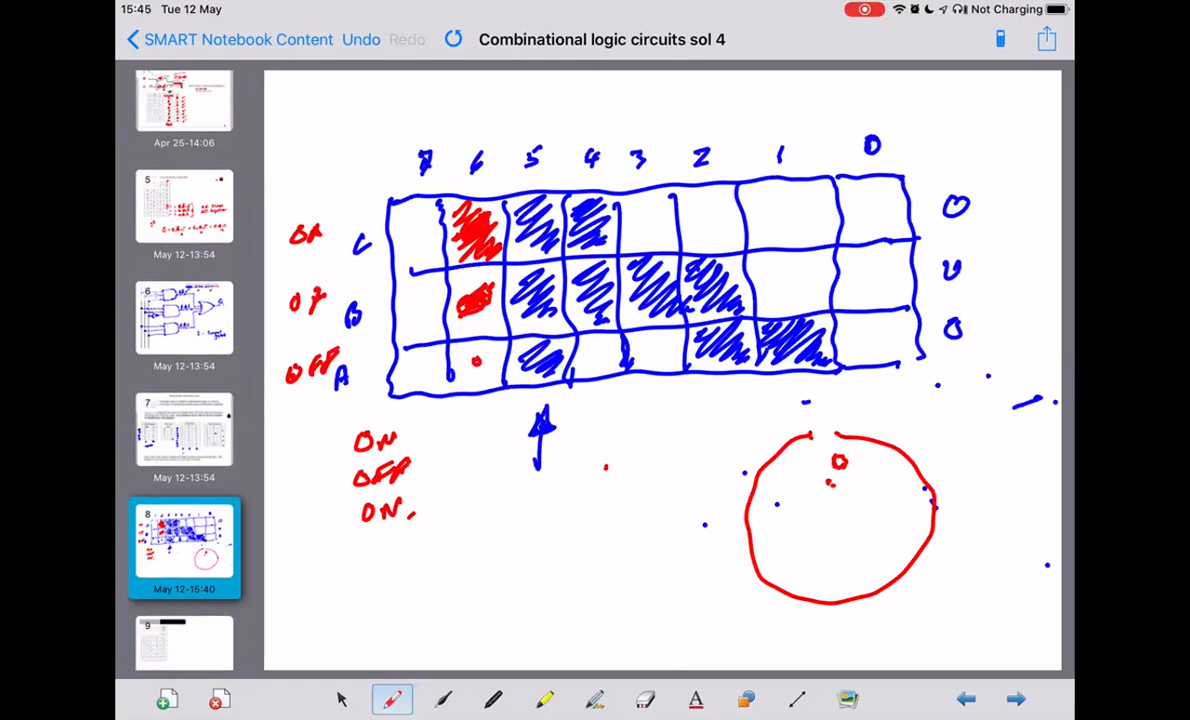 15:45 Tue 12 May
Not Charging
SMART Notebook Content Undo Redo
Combinational logic circuits sol 4
Apr 25-14:06
5
May 12-13:54
6
May 12-13:54
7
May 12-13:54
8
May 12-15:40
9
7 6 5 4 3 2 1 0
C 0
B 0
OFF A 0
ON
OFF
ON
A